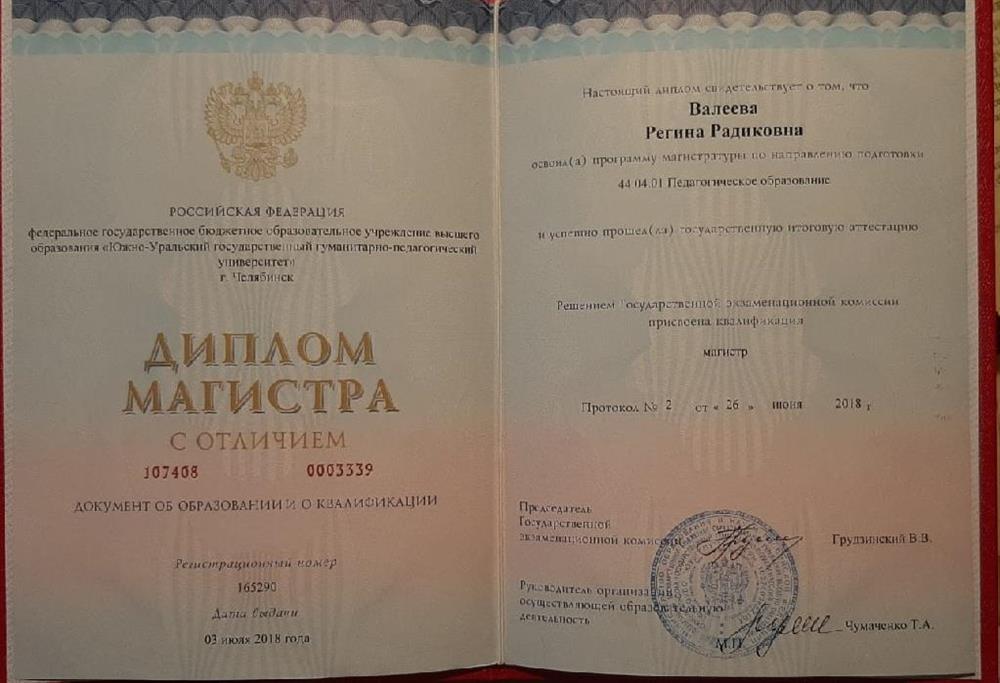 РОССИЙСКАЯ ФЕДЕРАЦИЯ
федеральное государственное бюджетное образовательное учреждение высшего
образования «Южно-Уральский государственный гуманитарно-педагогический
университет»
г. Челябинск
ДИПЛОМ
МАГИСТРА
С ОТЛИЧИЕМ
107408 0003339
ДОКУМЕНТ ОБ ОБРАЗОВАНИИ И О КВАЛИФИКАЦИИ
Регистрационный номер
165290
Дата выдачи
03 июля 2018 года
Настоящий диплом свидетельствует о том, что
Валеева
Регина Радиковна
освоил(а) программу магистратуры по направлению подготовки
44.04.01 Педагогическое образование
и успешно прошел(ла) государственную итоговую аттестацию
Решением Государственной экзаменационной комиссии
присвоена квалификация
магистр
Протокол № 2 от « 26 » июня 2018 г
Председатель
Государственной
экзаменационной комиссии
Грудзинский В.В.
Руководитель организации,
осуществляющей образовательную
деятельность
Чумаченко Т.А.
М.П.